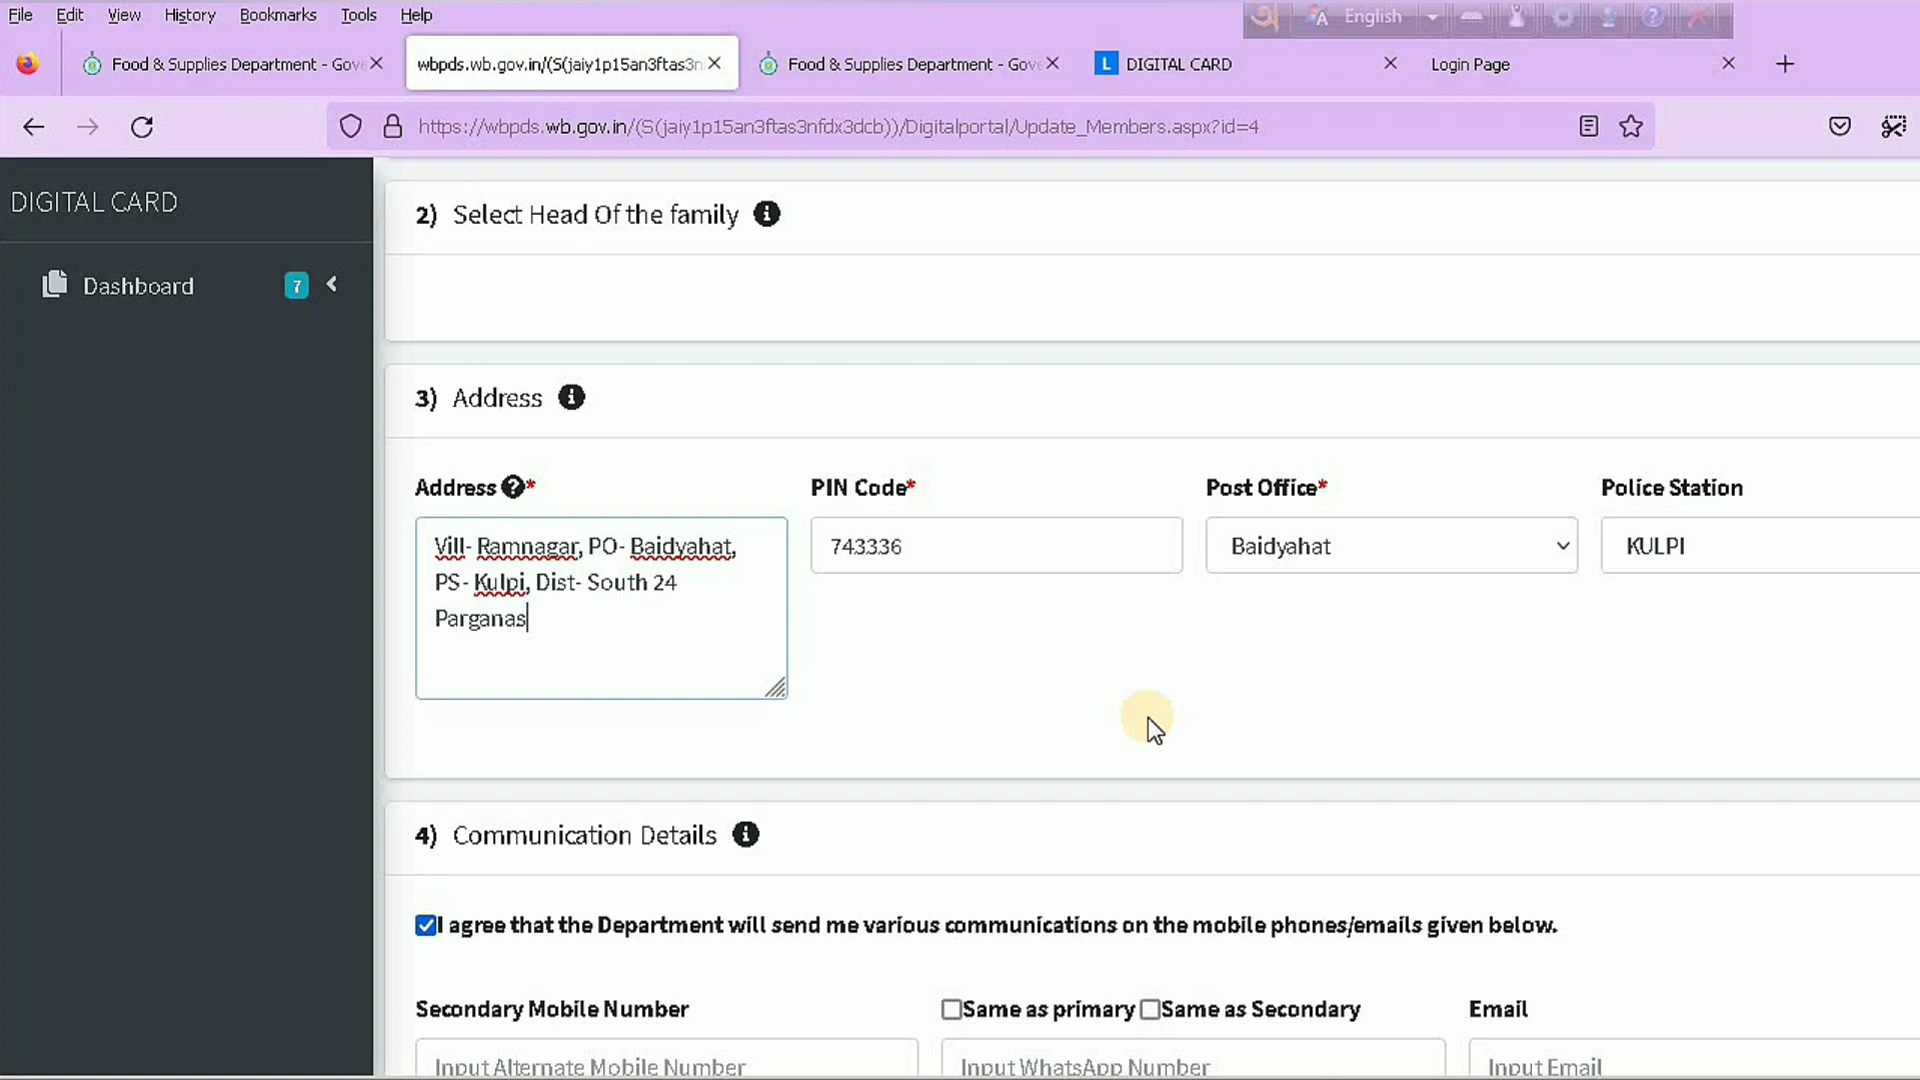 File Edit View History Bookmarks Tools Help
অ English
Food & Supplies Department - Gove
wbpds.wb.gov.in/(S(jaiy1p15an3ftas3n
Food & Supplies Department - Gove
L DIGITAL CARD
Login Page
https://wbpds.wb.gov.in/(S(jaiy1p15an3ftas3nfdx3dcb))/Digitalportal/Update_Members.aspx?id=4
DIGITAL CARD
Dashboard 7
2) Select Head Of the family
3) Address
Address * PIN Code* Post Office* Police Station
Vill- Ramnagar, PO- Baidyahat,
PS- Kulpi, Dist- South 24
Parganas
743336
Baidyahat
KULPI
4) Communication Details
I agree that the Department will send me various communications on the mobile phones/emails given below.
Secondary Mobile Number Same as primary Same as Secondary Email
Input Alternate Mobile Number Input WhatsApp Number Input Email